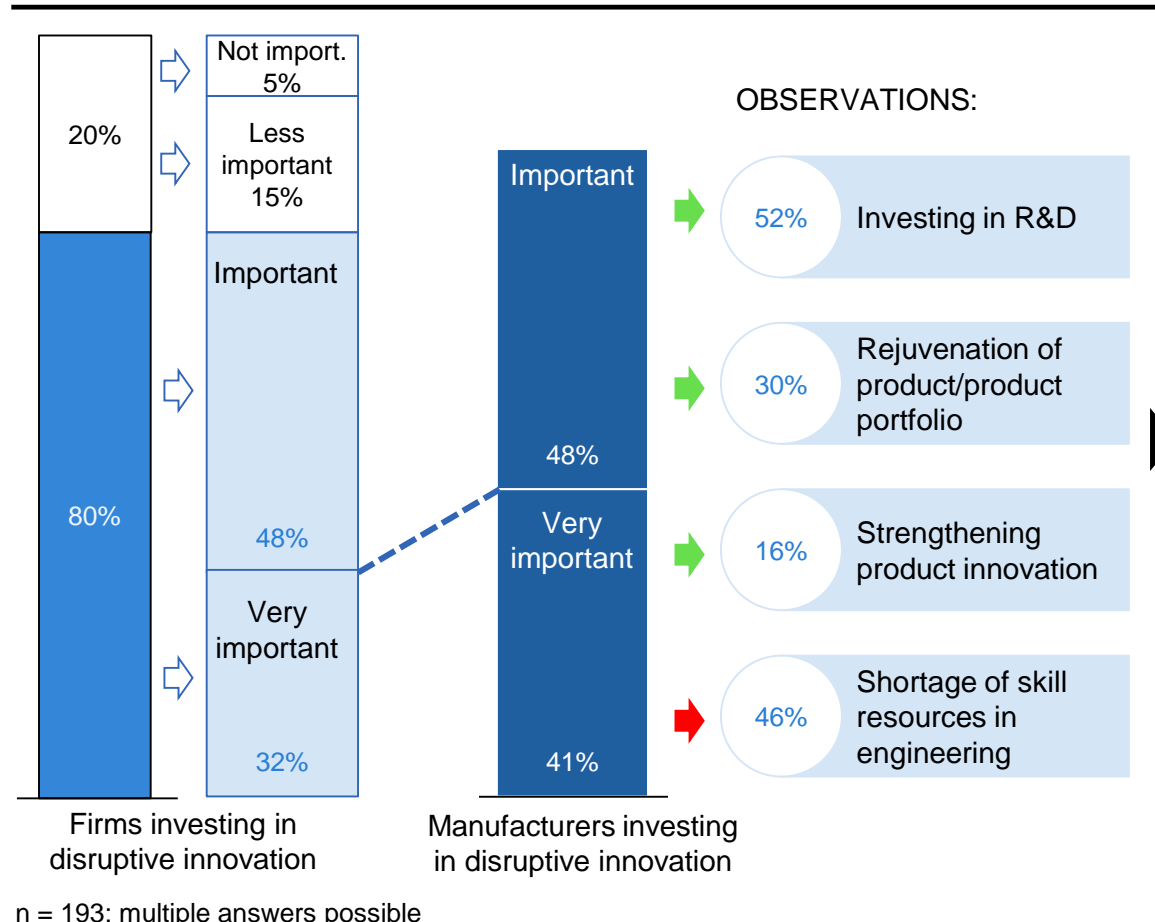 20%
80%
Not import.
5%
Less
important
15%
Important
48%
Very
important
32%
Firms investing in
disruptive innovation
Important
48%
Very
important
41%
Manufacturers investing
in disruptive innovation
OBSERVATIONS:
52%
Investing in R&D
30%
Rejuvenation of
product/product
portfolio
16%
Strengthening
product innovation
46%
Shortage of skill
resources in
engineering
n = 193; multiple answers possible